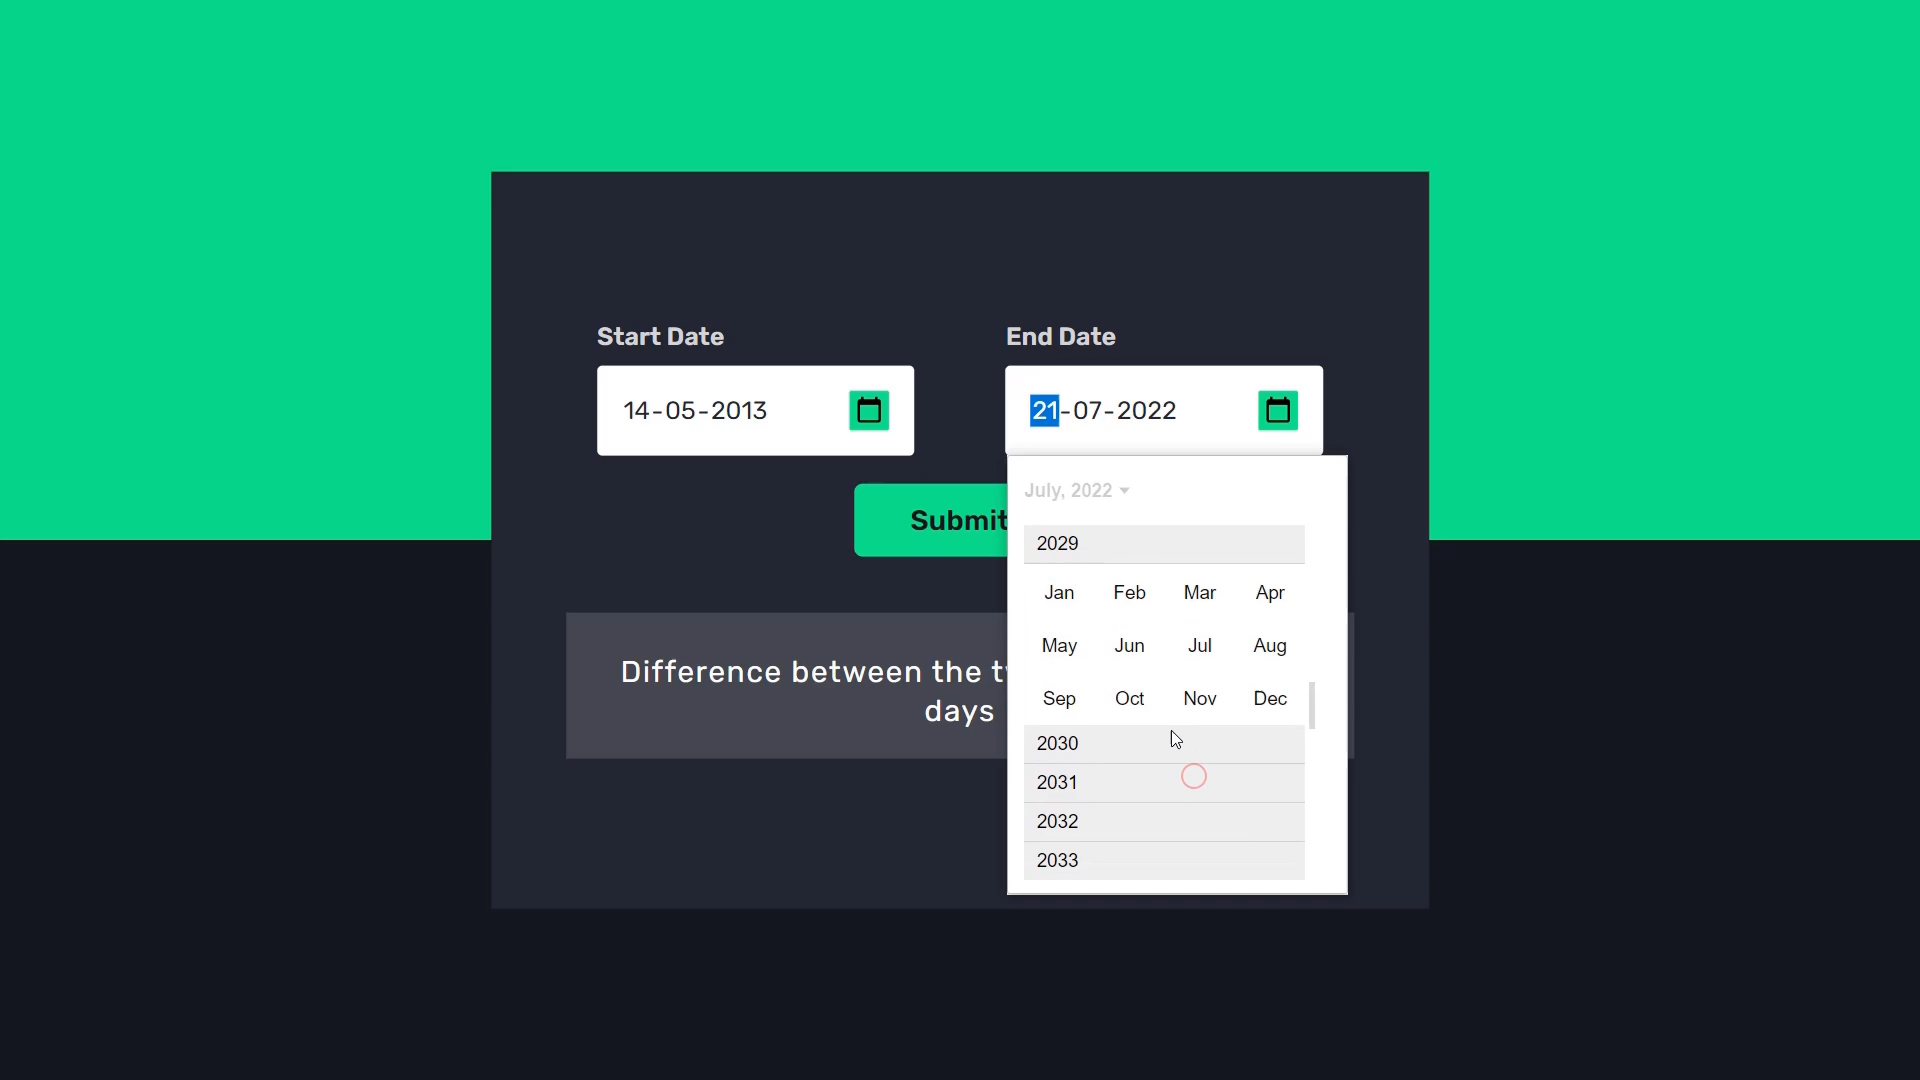 Start Date
End Date
14-05-2013
21-07-2022
Submit
July, 2022
2029
Jan Feb Mar Apr
May Jun Jul Aug
Sep Oct Nov Dec
2030
2031
2032
2033
Difference between the
days